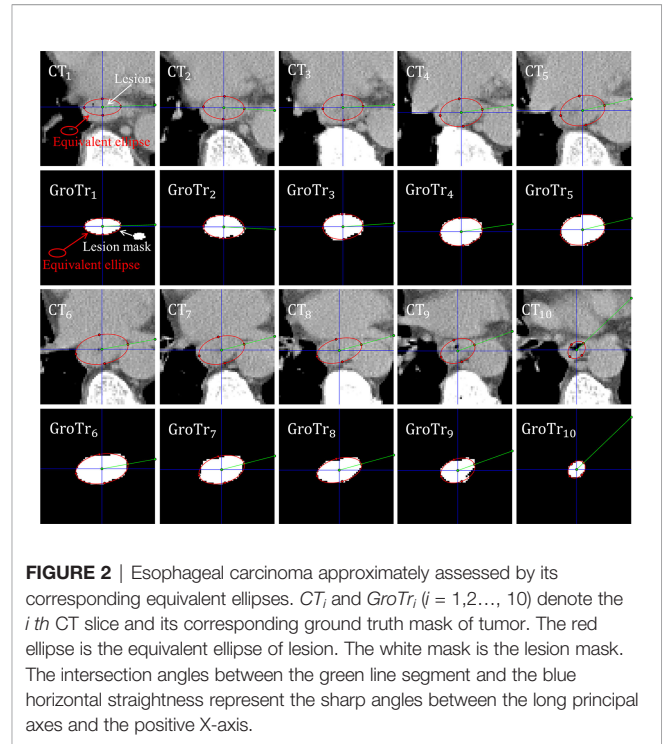 CT₁ CT₂ CT₃ CT₄ CT₅
Lesion
Equivalent ellipse
GroTr₁ GroTr₂ GroTr₃ GroTr₄ GroTr₅
Lesion mask
Equivalent ellipse
CT₆ CT₇ CT₈ CT₉ CT₁₀
GroTr₆ GroTr₇ GroTr₈ GroTr₉ GroTr₁₀
FIGURE 2 | Esophageal carcinoma approximately assessed by its
corresponding equivalent ellipses. CTᵢ and GroTrᵢ (i = 1,2..., 10) denote the
i th CT slice and its corresponding ground truth mask of tumor. The red
ellipse is the equivalent ellipse of lesion. The white mask is the lesion mask.
The intersection angles between the green line segment and the blue
horizontal straightness represent the sharp angles between the long principal
axes and the positive X-axis.